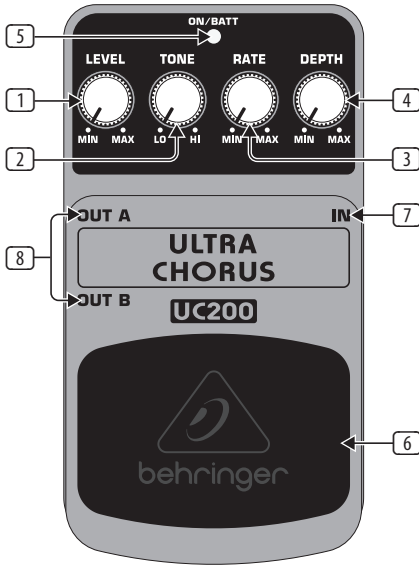 ON/BATT
5
LEVEL TONE RATE DEPTH
1
4
MIN MAX LO HI MIN MAX MIN MAX
2
3
OUT A IN
7
8
ULTRA
CHORUS
OUT B
UC200
6
behringer